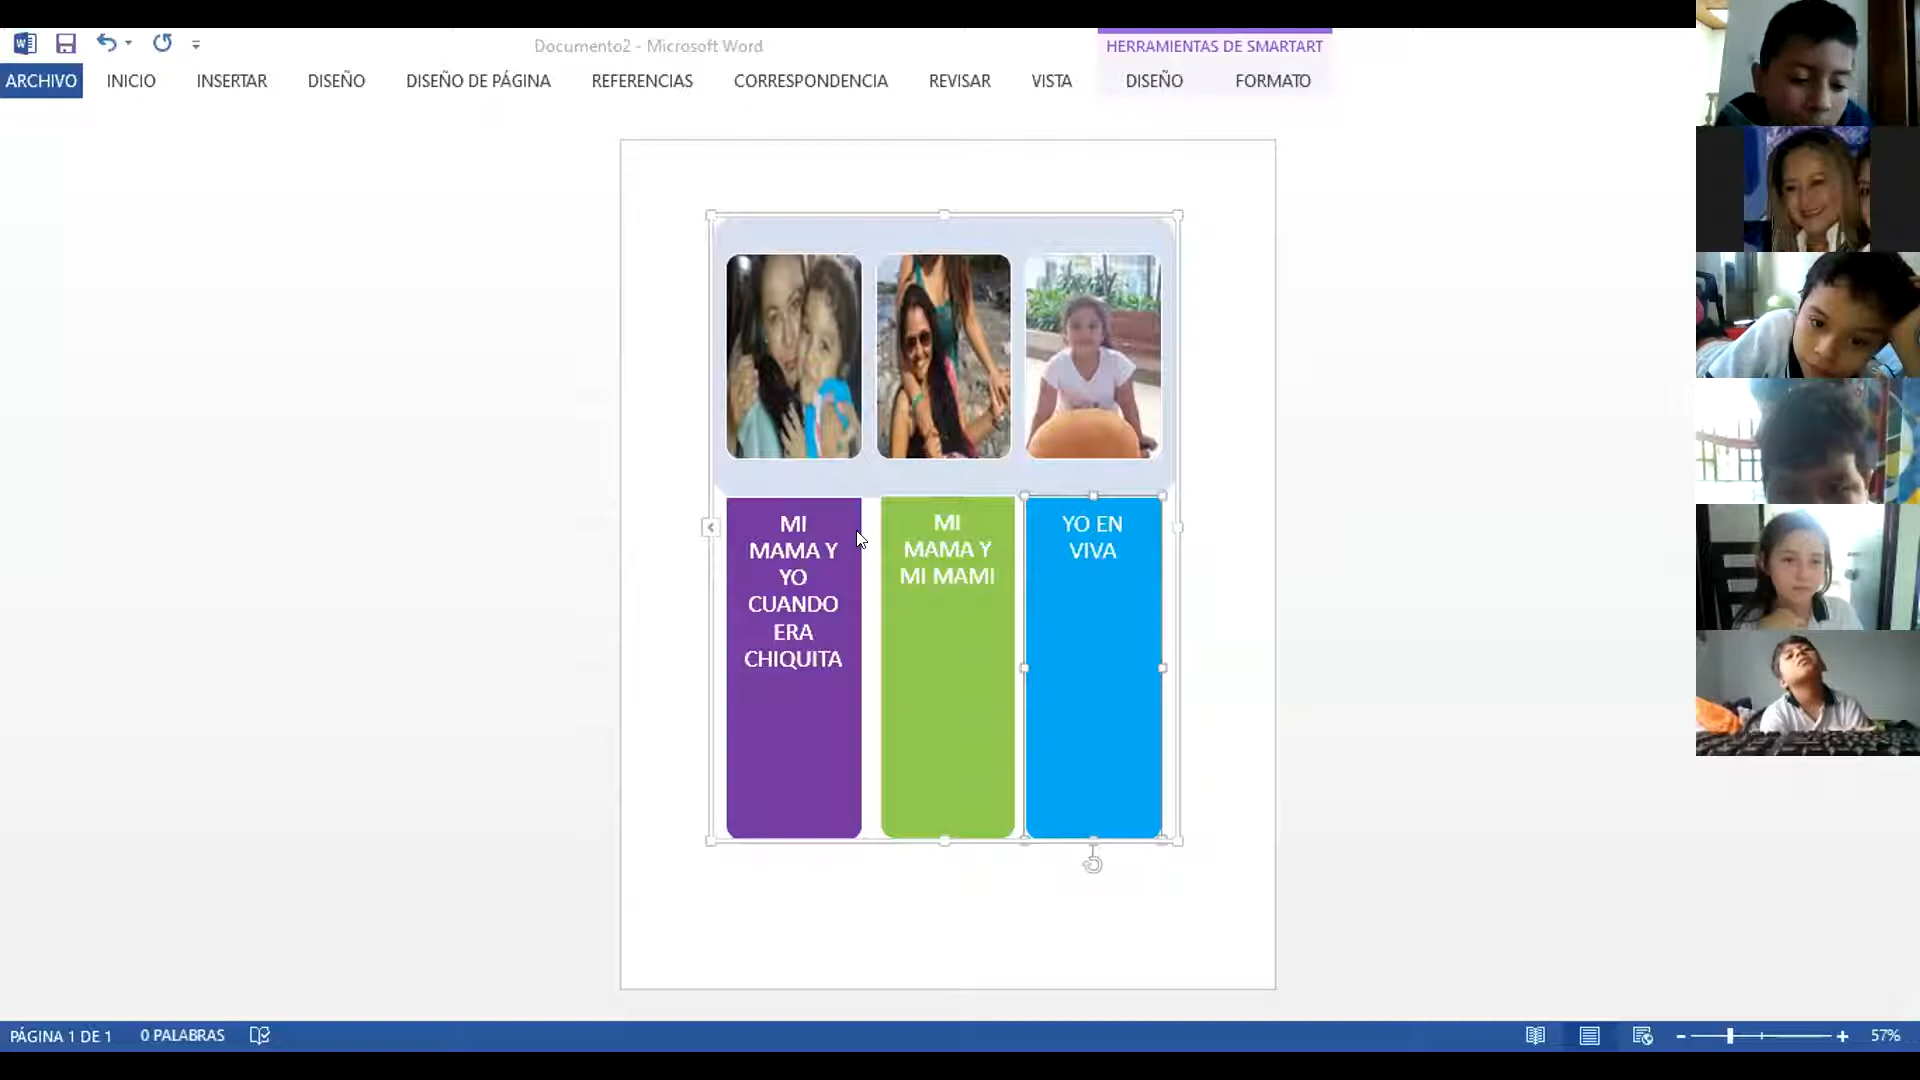 Documento2 - Microsoft Word
HERRAMIENTAS DE SMARTART
ARCHIVO INICIO INSERTAR DISEÑO DISEÑO DE PÁGINA REFERENCIAS CORRESPONDENCIA REVISAR VISTA DISEÑO FORMATO
MI
MAMA Y
YO
CUANDO
ERA
CHIQUITA
MI
MAMA Y
MI MAMI
YO EN
VIVA
PÁGINA 1 DE 1 0 PALABRAS 57%